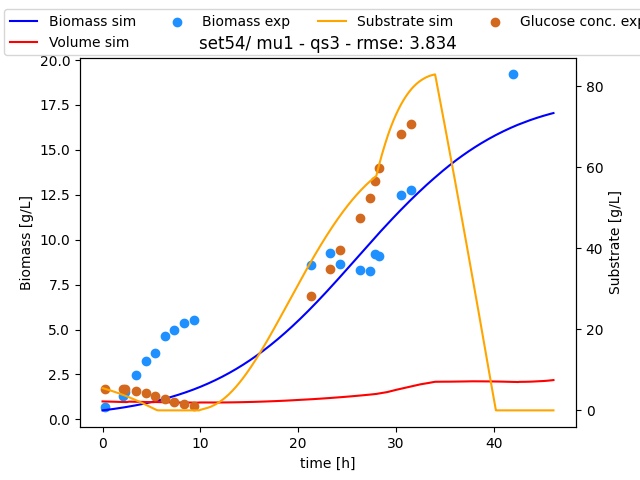 Biomass sim Biomass exp Substrate sim Glucose conc. exp
Volume sim
set54/ mu1 - qs3 - rmse: 3.834
20.0
17.5
15.0
12.5
10.0
7.5
5.0
2.5
0.0
Biomass [g/L]
80
60
40
20
0
Substrate [g/L]
0 10 20 30 40
time [h]